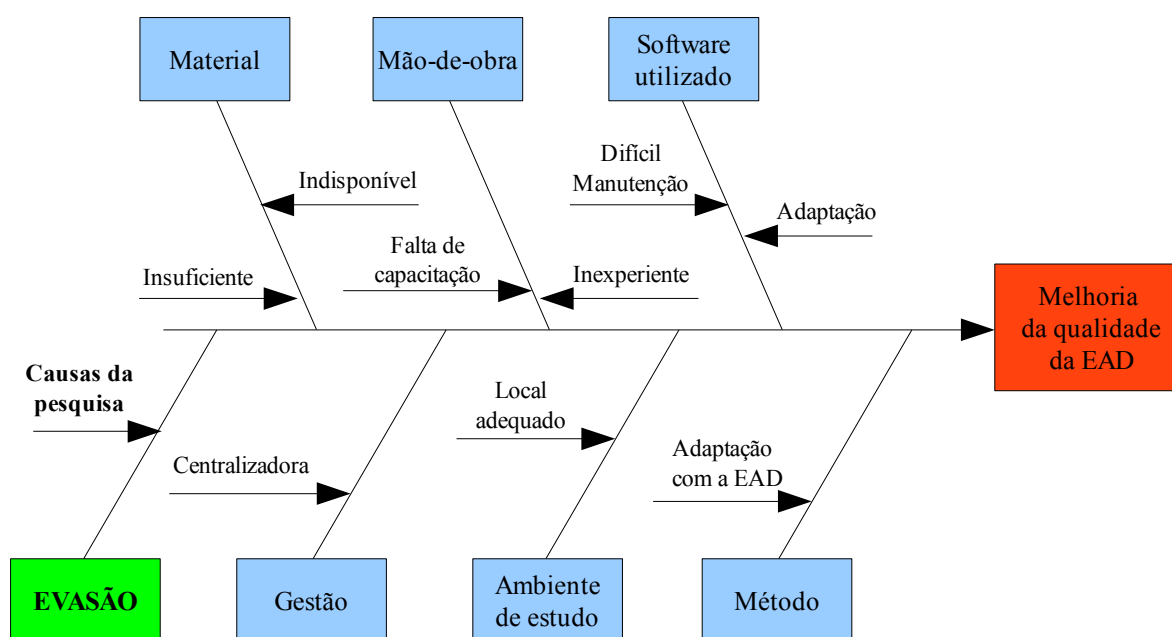 Material
Mão-de-obra
Software
utilizado
Indisponível
Difícil
Manutenção
Adaptação
Insuficiente
Falta de
capacitação
Inexperiente
Melhoria
da qualidade
da EAD
Causas da
pesquisa
Local
adequado
Centralizadora
Adaptação
com a EAD
EVASÃO
Gestão
Ambiente
de estudo
Método